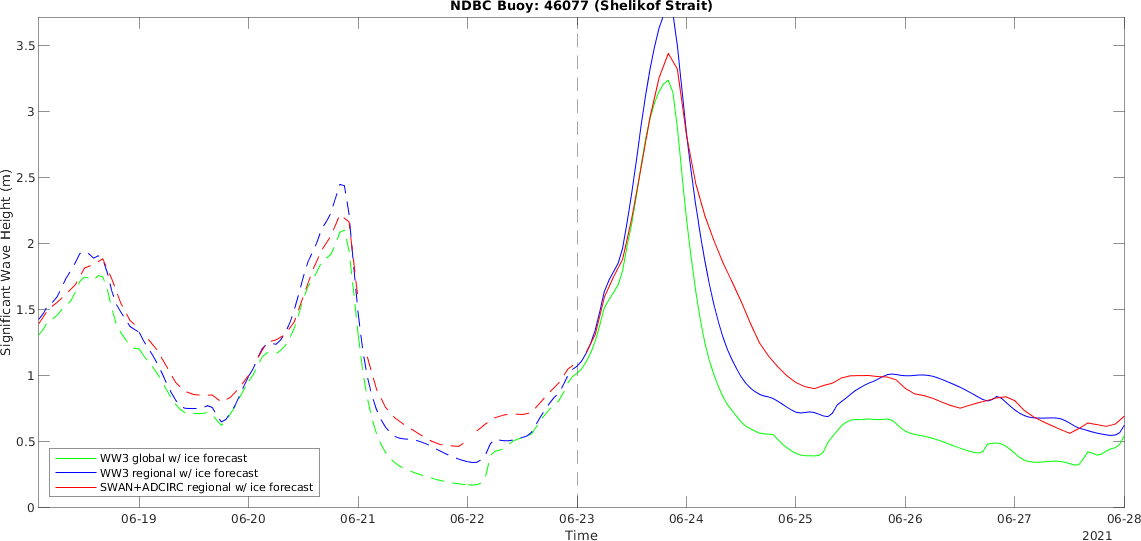 NDBC Buoy: 46077 (Shelikof Strait)
Significant Wave Height (m)
3.5
3
2.5
2
1.5
1
0.5
0
WW3 global w/ ice forecast
WW3 regional w/ ice forecast
SWAN+ADCIRC regional w/ ice forecast
06-19 06-20 06-21 06-22 06-23 06-24 06-25 06-26 06-27 06-28
Time
2021